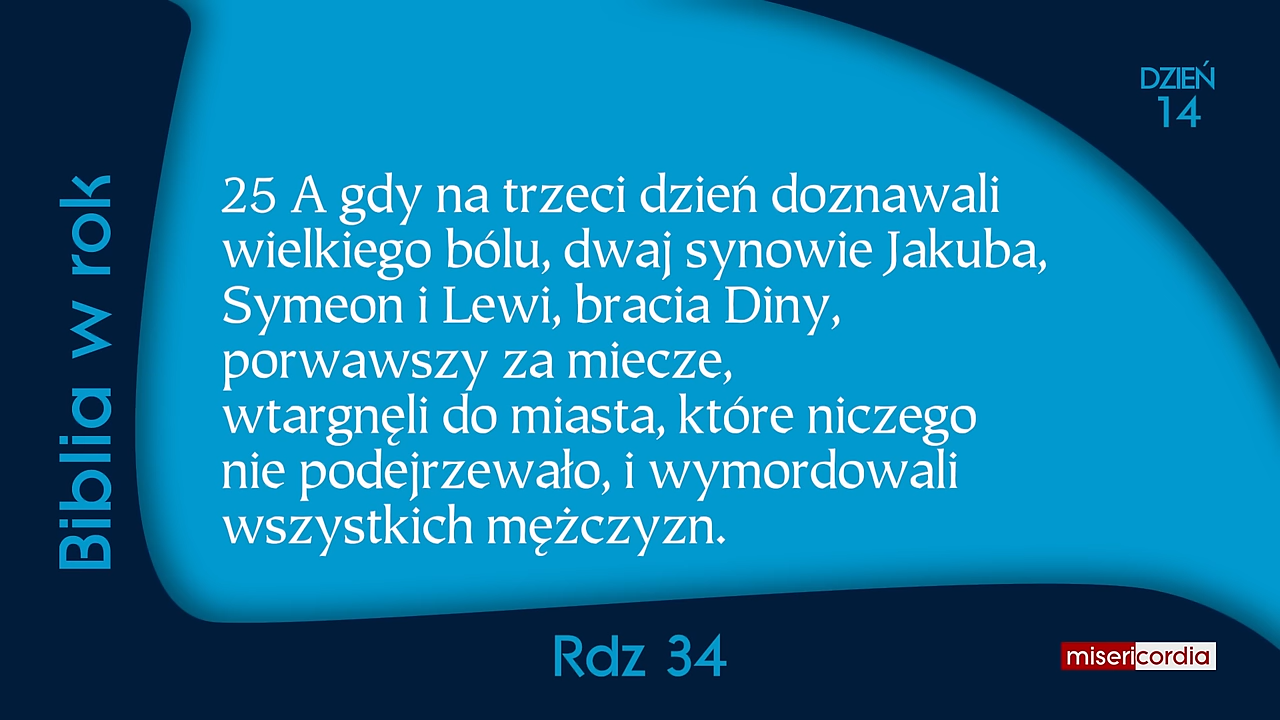 DZIEŃ
14
Biblia w rok
25 A gdy na trzeci dzień doznawali
wielkiego bólu, dwaj synowie Jakuba,
Symeon i Lewi, bracia Diny,
porwawszy za miecze,
wtargnęli do miasta, które niczego
nie podejrzewało, i wymordowali
wszystkich mężczyzn.
Rdz 34
misericordia